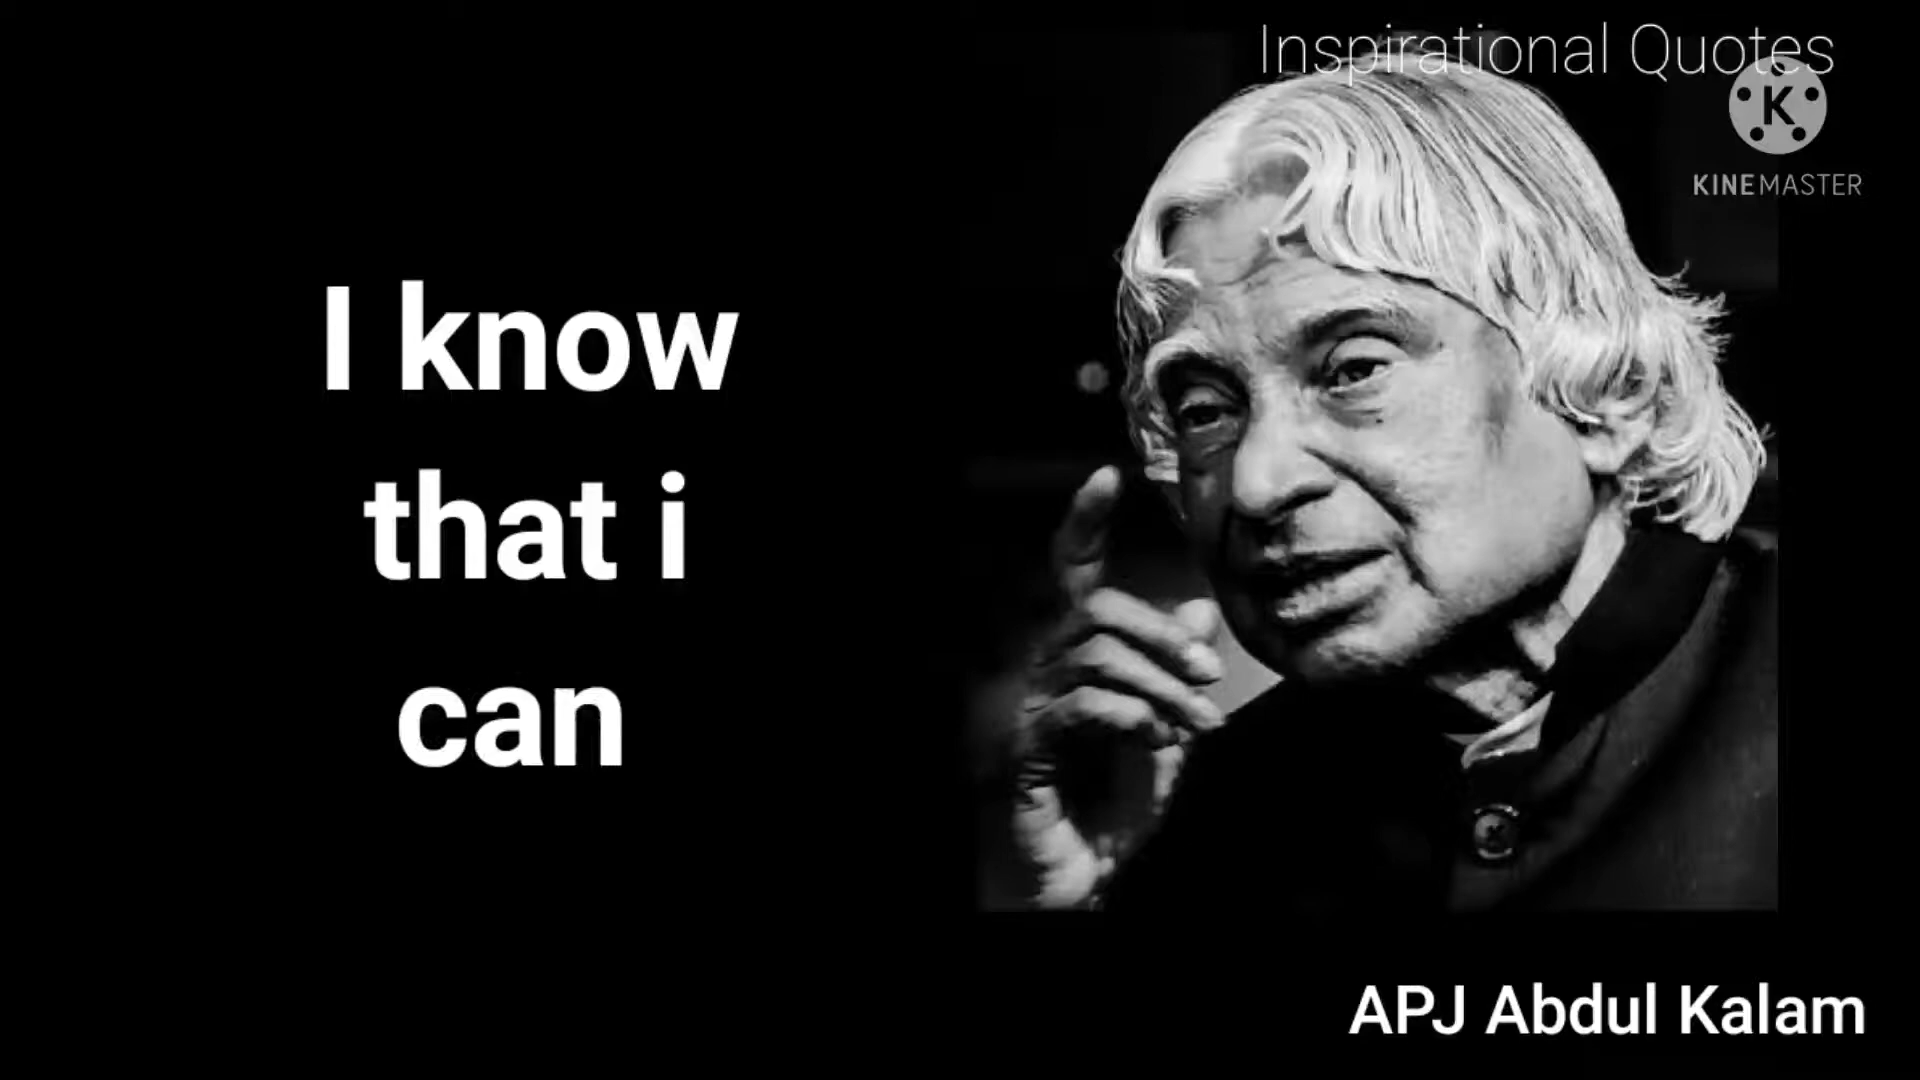 Inspirational Quotes
K
KINEMASTER
I know
that i
can
APJ Abdul Kalam